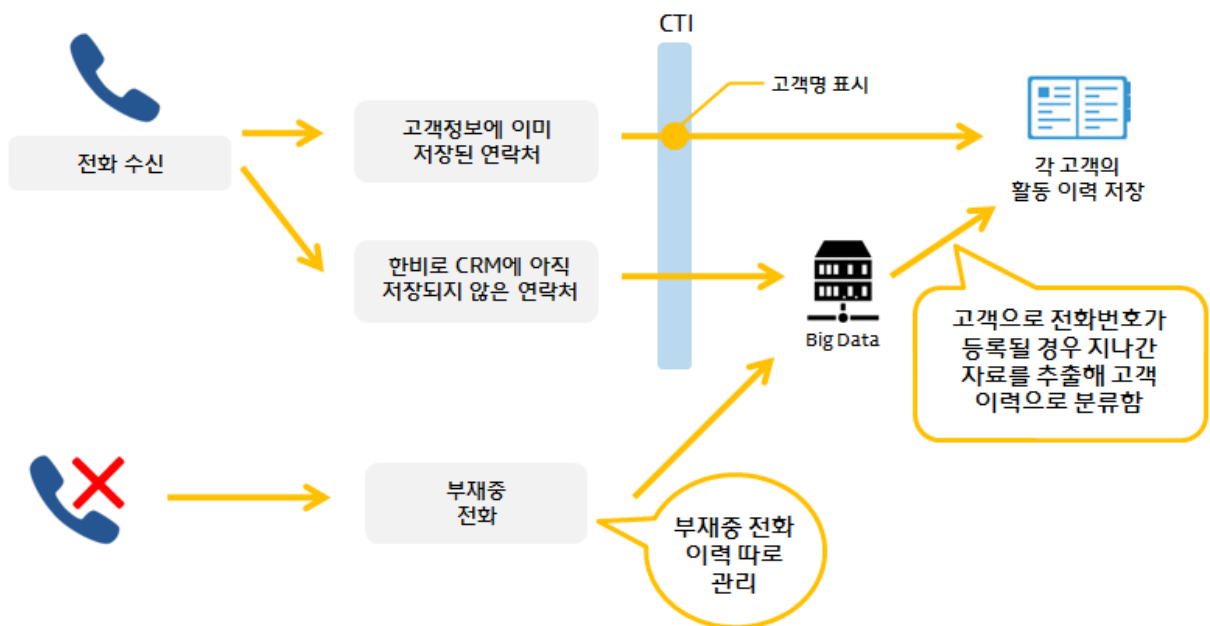 CTI
고객명 표시
전화 수신
고객정보에 이미
저장된 연락처
각 고객의
활동 이력 저장
한비로 CRM에 아직
저장되지 않은 연락처
Big Data
고객으로 전화번호가
등록될 경우 지나간
자료를 추출해 고객
이력으로 분류함
부재중
전화
부재중 전화
이력 따로
관리